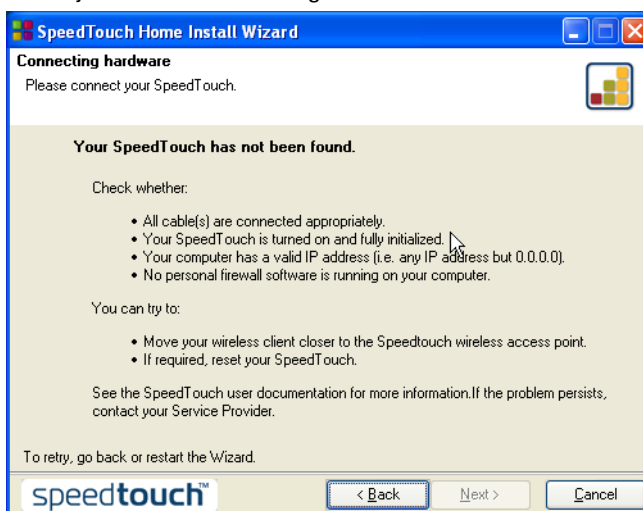 SpeedTouch Home Install Wizard
Connecting hardware
Please connect your SpeedTouch.
Your SpeedTouch has not been found.
Check whether:
• All cable(s) are connected appropriately.
• Your SpeedTouch is turned on and fully initialized.
• Your computer has a valid IP address (i.e. any IP address but 0.0.0.0).
• No personal firewall software is running on your computer.
You can try to:
• Move your wireless client closer to the Speedtouch wireless access point.
• If required, reset your SpeedTouch.
See the SpeedTouch user documentation for more information.If the problem persists,
contact your Service Provider.
To retry, go back or restart the Wizard.
speedtouch™
< Back
Next >
Cancel